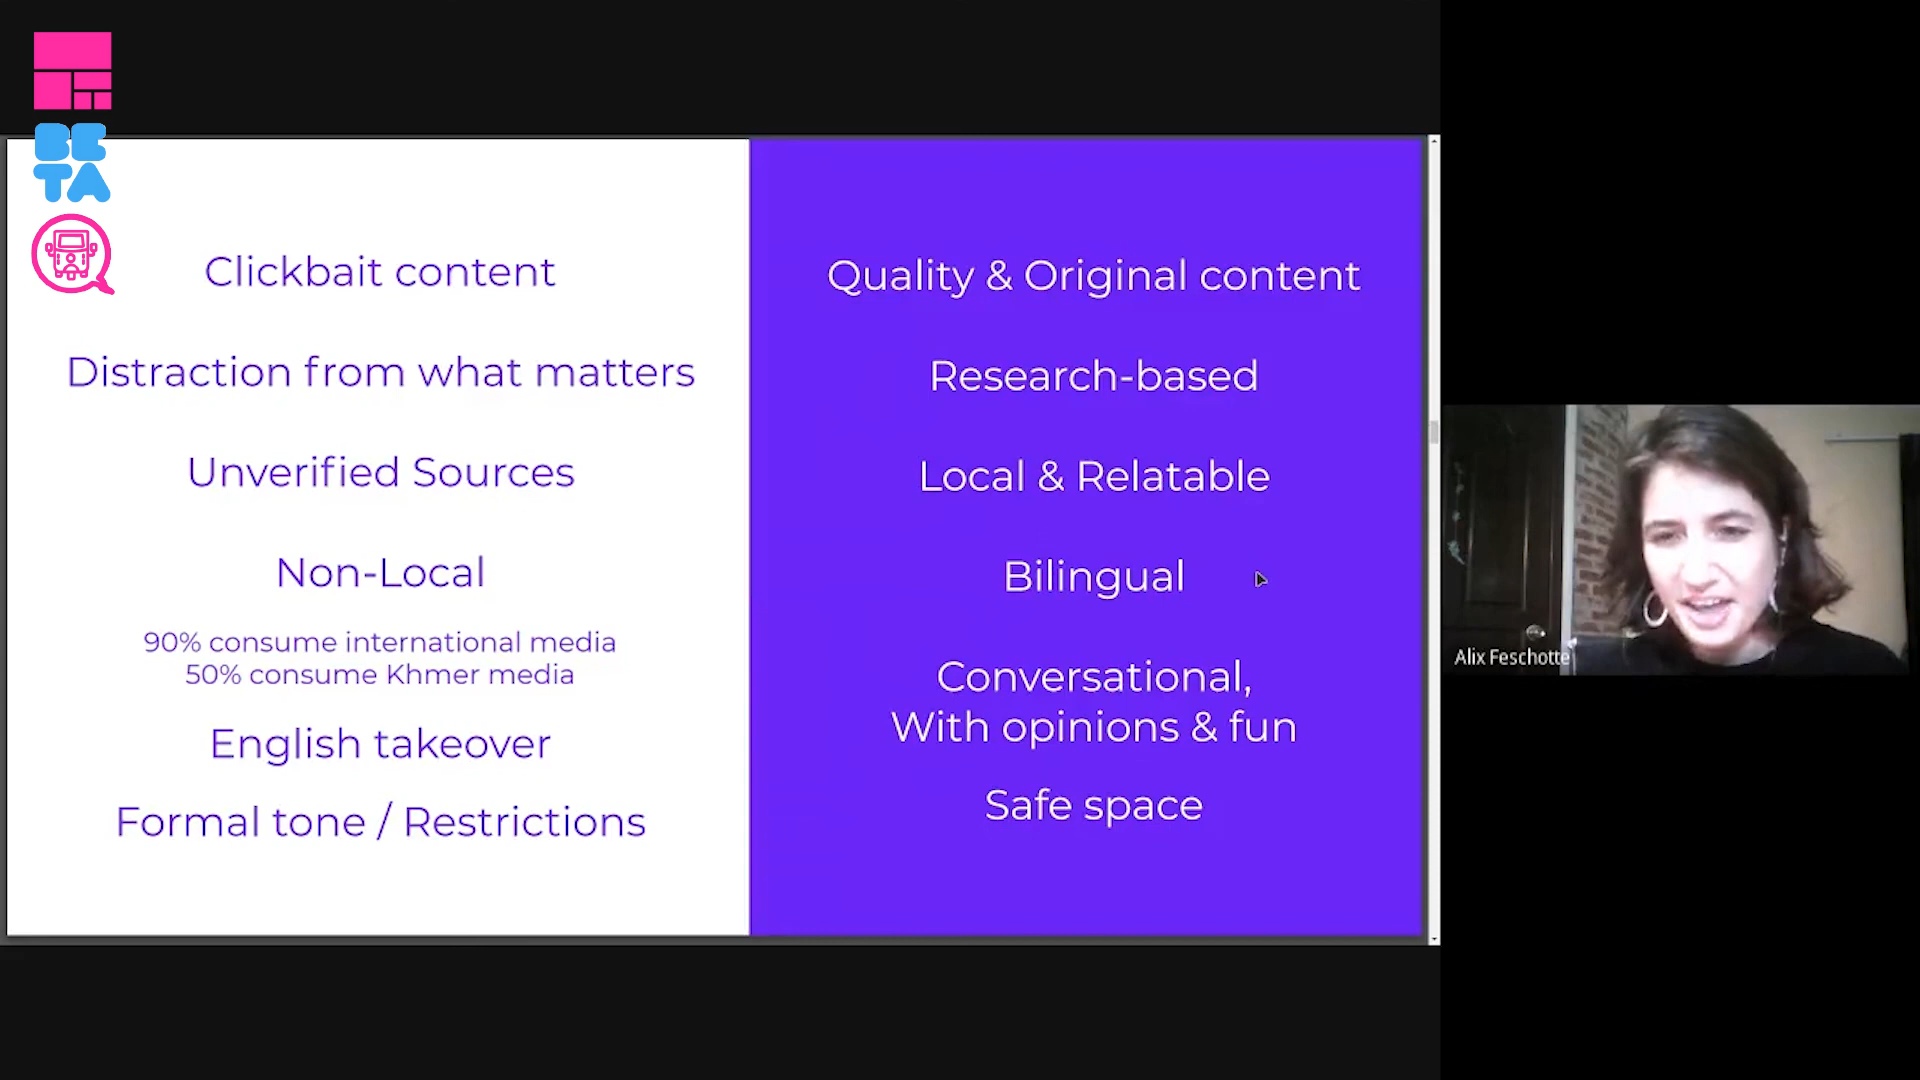 BE
TA
Clickbait content
Distraction from what matters
Unverified Sources
Non-Local
90% consume international media
50% consume Khmer media
English takeover
Formal tone / Restrictions
Quality & Original content
Research-based
Local & Relatable
Bilingual
Conversational,
With opinions & fun
Safe space
Alix Feschotte